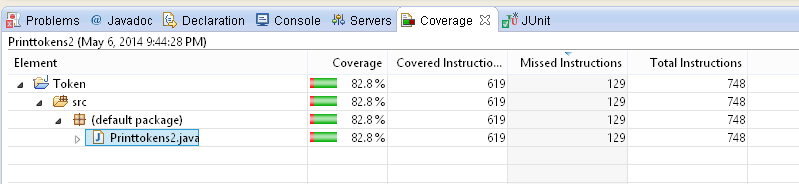 Problems @ Javadoc Declaration Console Servers Coverage JUnit
Printtokens2 (May 6, 2014 9:44:28 PM)
Element Coverage Covered Instructio... Missed Instructions Total Instructions
Token 82.8 % 619 129 748
src 82.8 % 619 129 748
(default package) 82.8 % 619 129 748
Printtokens2.java 82.8 % 619 129 748